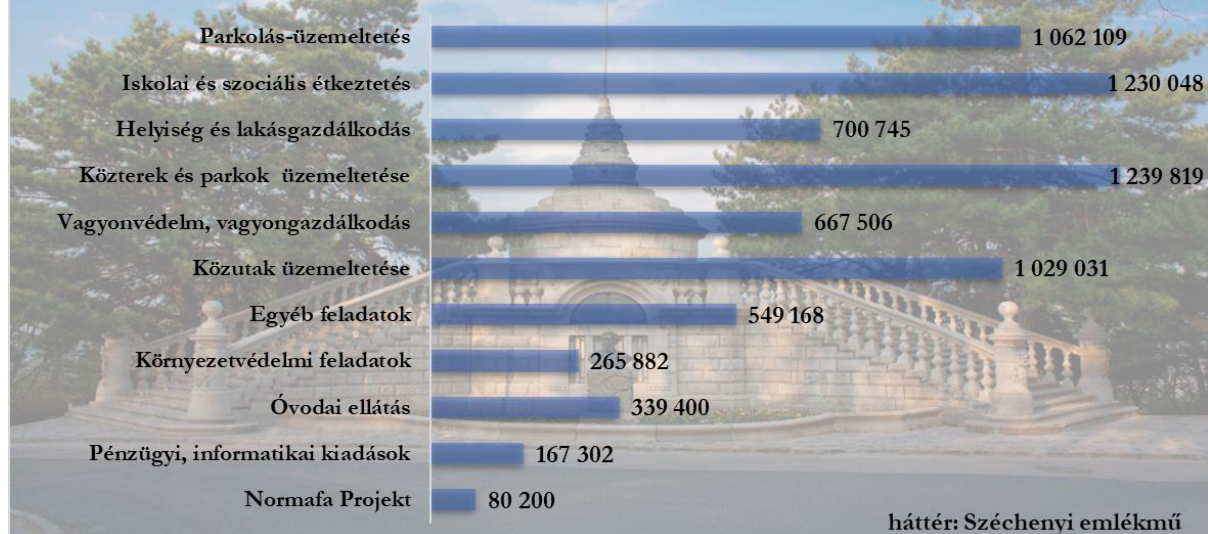 Parkolás-üzemeltetés 1 062 109
Iskolai és szociális étkeztetés 1 230 048
Helyiség és lakásgazdálkodás 700 745
Közterek és parkok üzemeltetése 1 239 819
Vagyonvédelm, vagyongazdálkodás 667 506
Közutak üzemeltetése 1 029 031
Egyéb feladatok 549 168
Környezetvédelmi feladatok 265 882
Óvodai ellátás 339 400
Pénzügyi, informatikai kiadások 167 302
Normafa Projekt 80 200
háttér: Széchenyi emlékmű